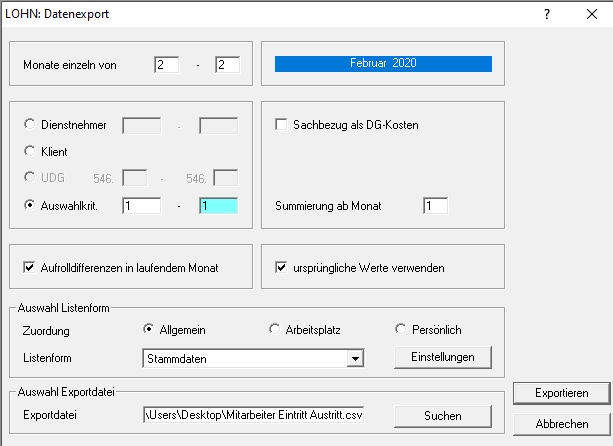 LOHN: Datenexport ? ×
Monate einzeln von 2 - 2
Februar 2020
Dienstnehmer -
Klient
UDG 546. - 546.
Auswahlkrit. 1 - 1
Sachbezug als DG-Kosten
Summierung ab Monat 1
Aufrolldifferenzen in laufendem Monat
ursprüngliche Werte verwenden
Auswahl Listenform
Zuordung Allgemein Arbeitsplatz Persönlich
Listenform Stammdaten Einstellungen
Auswahl Exportdatei
Exportdatei \Users\Desktop\Mitarbeiter Eintritt Austritt.csv Suchen
Exportieren
Abbrechen